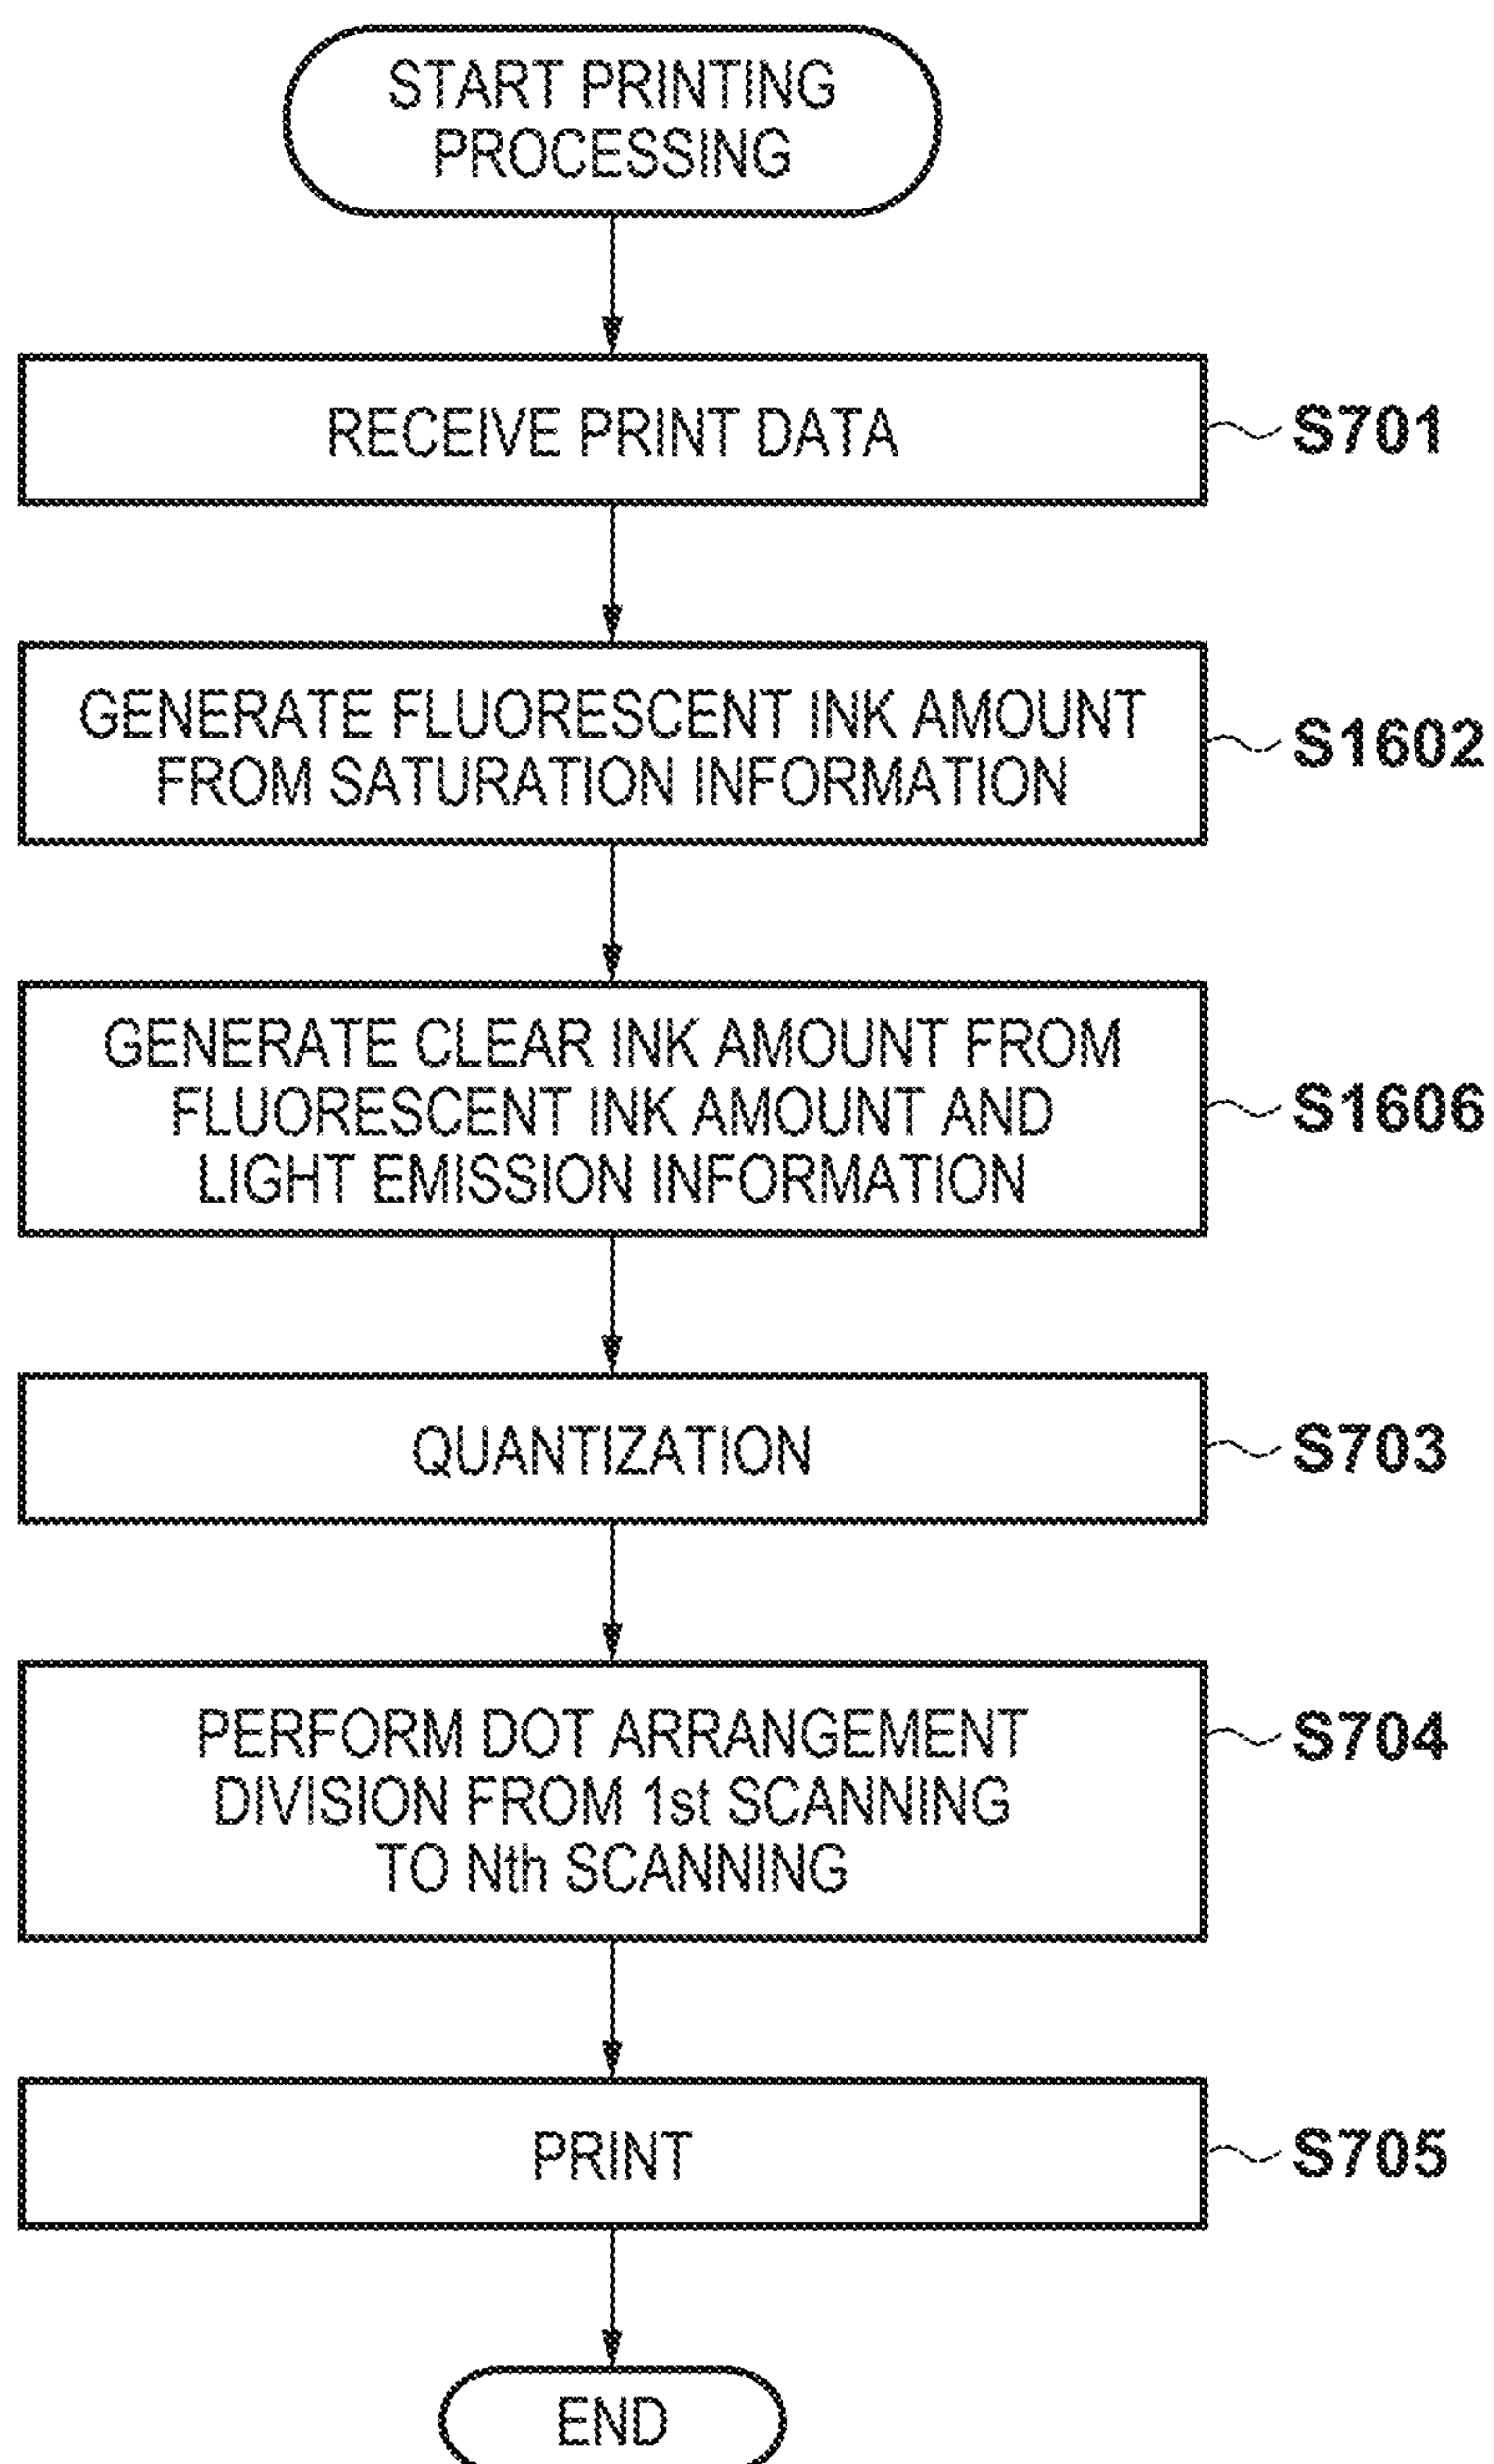 START PRINTING
PROCESSING
RECEIVE PRINT DATA
S701
GENERATE FLUORESCENT INK AMOUNT
FROM SATURATION INFORMATION
S1602
GENERATE CLEAR INK AMOUNT FROM
FLUORESCENT INK AMOUNT AND
LIGHT EMISSION INFORMATION
S1606
QUANTIZATION
S703
PERFORM DOT ARRANGEMENT
DIVISION FROM 1st SCANNING
TO Nth SCANNING
S704
PRINT
S705
END